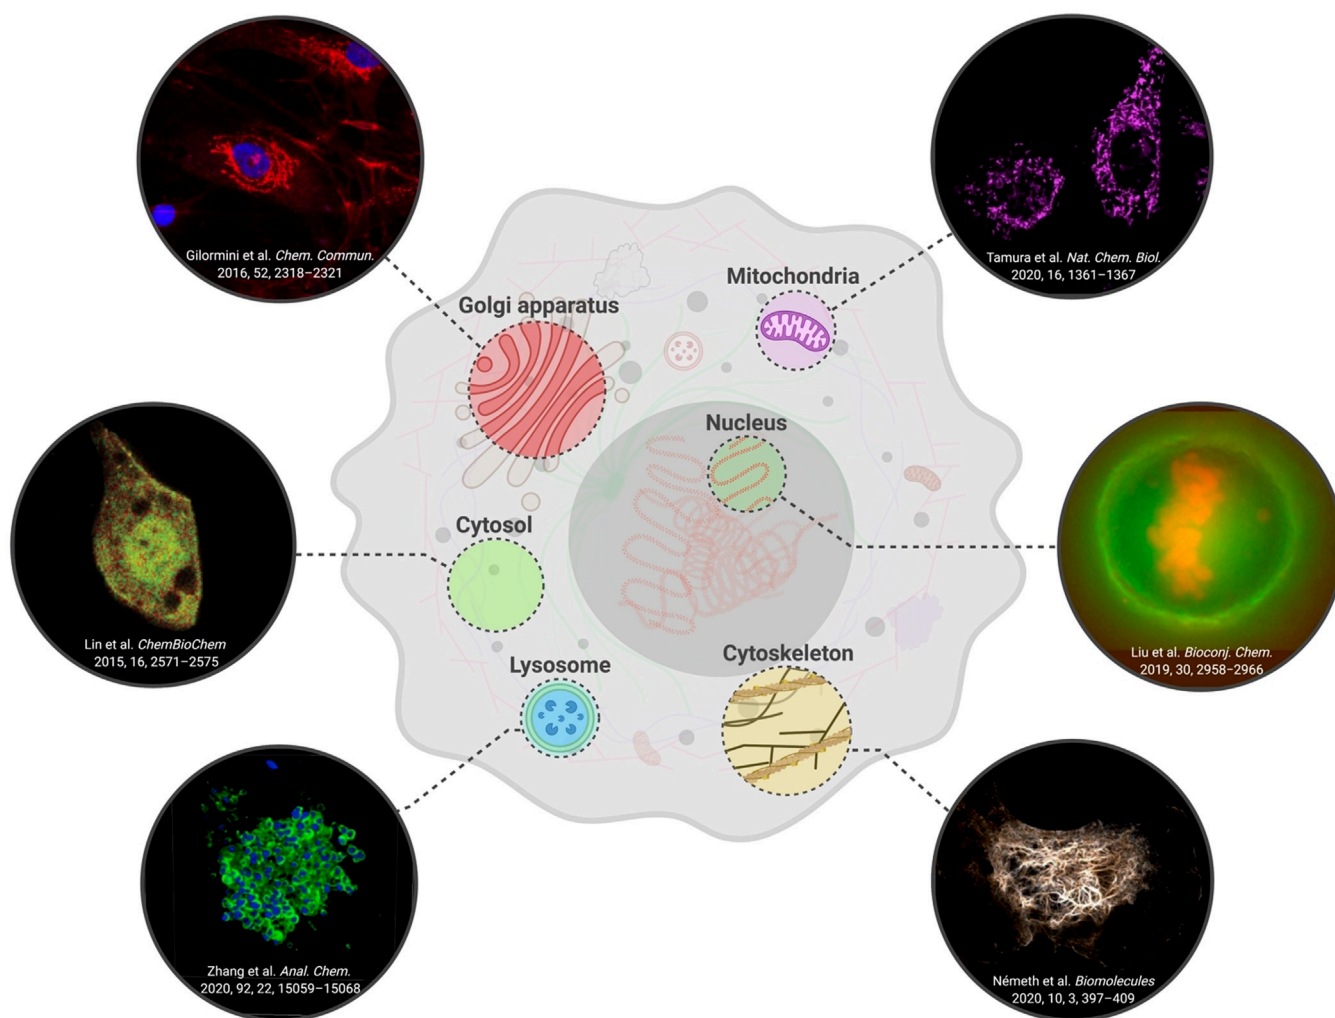 Gilormini et al. Chem. Commun.
2016, 52, 2318–2321
Tamura et al. Nat. Chem. Biol.
2020, 16, 1361–1367
Mitochondria
Golgi apparatus
Nucleus
Cytosol
Lin et al. ChemBioChem
2015, 16, 2571–2575
Liu et al. Bioconj. Chem.
2019, 30, 2958–2966
Lysosome
Cytoskeleton
Zhang et al. Anal. Chem.
2020, 92, 22, 15059–15068
Németh et al. Biomolecules
2020, 10, 3, 397–409